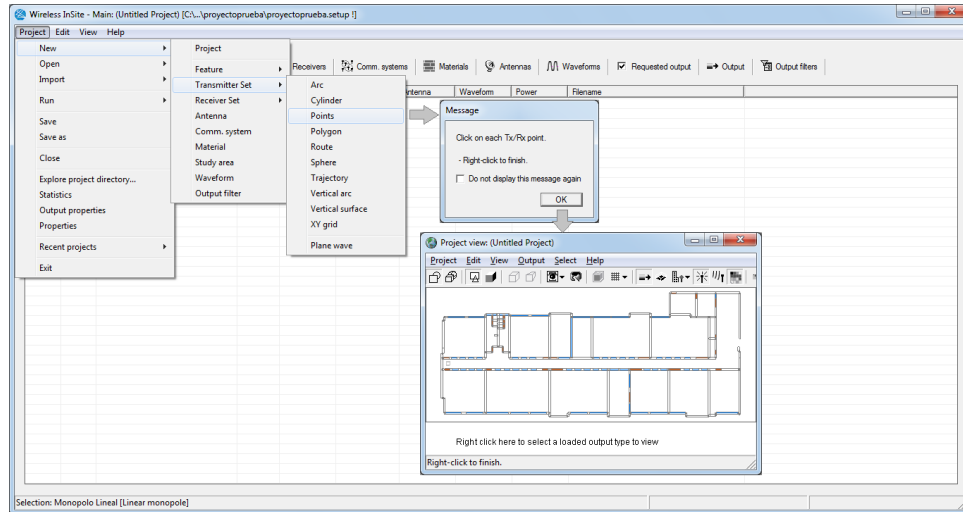 Wireless InSite - Main: (Untitled Project) [C:\...\proyectoprueba\proyectoprueba.setup !]
Project Edit View Help
Receivers Comm. systems Materials Antennas Waveforms Requested output Output Output filters
Waveform Power Filename
New
Open
Import
Run
Save
Save as
Close
Explore project directory...
Statistics
Output properties
Properties
Recent projects
Exit
Project
Feature
Transmitter Set
Receiver Set
Antenna
Comm. system
Material
Study area
Waveform
Output filter
Arc
Cylinder
Points
Polygon
Route
Sphere
Trajectory
Vertical arc
Vertical surface
XY grid
Plane wave
Message
Click on each Tx/Rx point.
- Right-click to finish.
Do not display this message again
OK
Project view: (Untitled Project)
Project Edit View Output Select Help
Right click here to select a loaded output type to view
Right-click to finish.
Selection: Monopolo Lineal [Linear monopole]